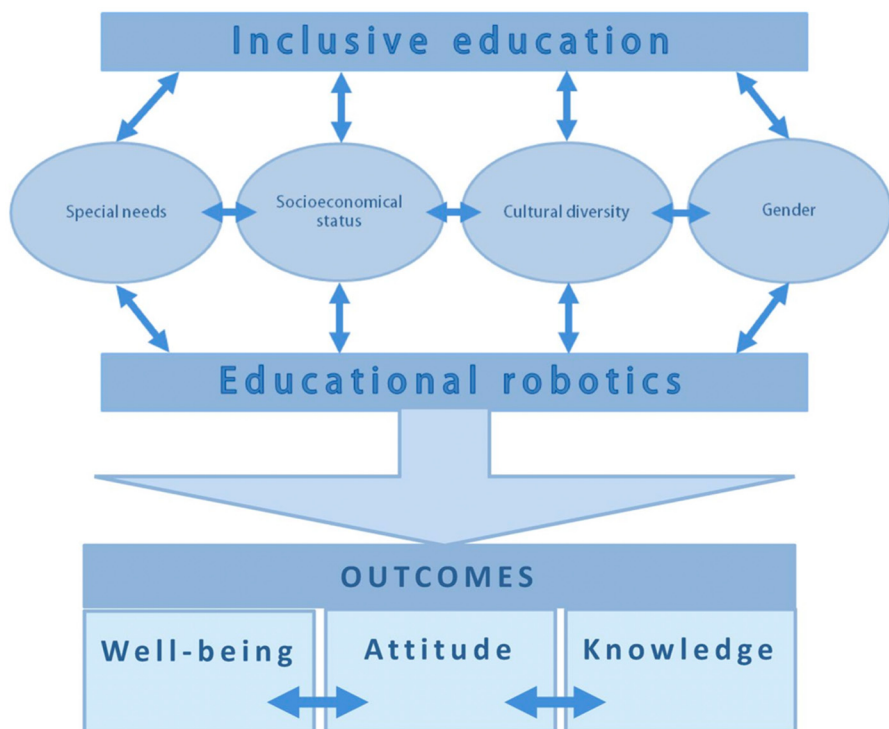 Inclusive education
Special needs
Socioeconomical
status
Cultural diversity
Gender
Educational robotics
OUTCOMES
Well-being
Attitude
Knowledge